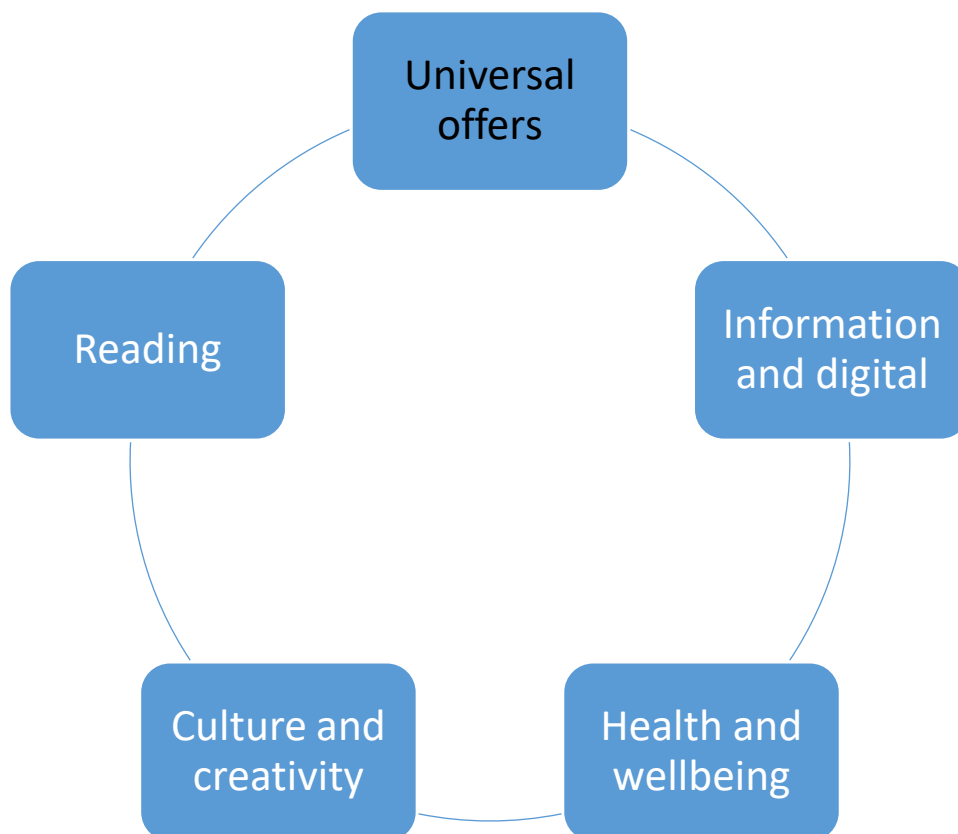 Universal
offers
Information
and digital
Health and
wellbeing
Culture and
creativity
Reading